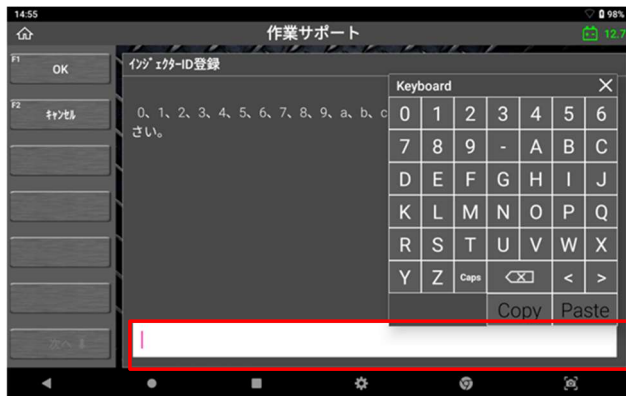 14:55 98%
作業サポート 12.7
F1 OK
インジェクターID登録
F2 キャンセル
0、1、2、3、4、5、6、7、8、9、a、b、c
さい。
Keyboard
0 1 2 3 4 5 6
7 8 9 - A B C
D E F G H I J
K L M N O P Q
R S T U V W X
Y Z Caps < >
Copy Paste
次へ